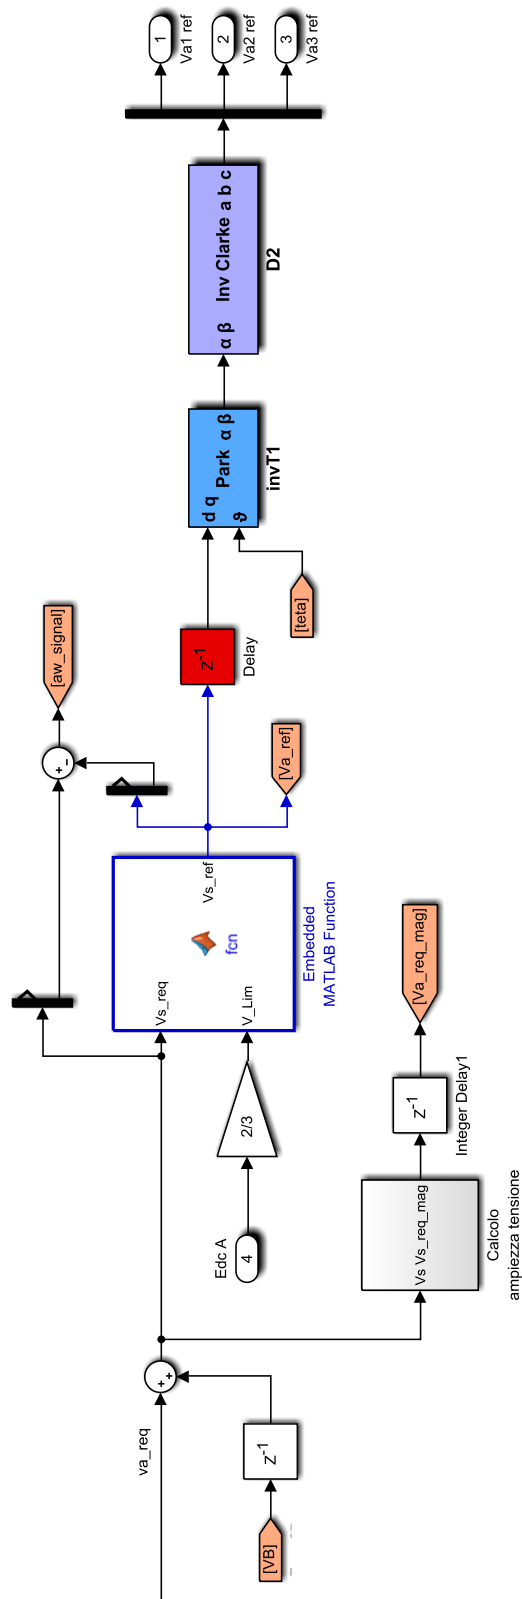 va_req
+
+
[VB]
Z-1
Edc A
4
2/3
Vs_req
V_Lim
fcn
Vs_ref
Embedded
MATLAB Function
Vs Vs_req_mag
Calcolo
ampiezza tensione
Z-1
Integer Delay1
[Va_req_mag]
+
−
[aw_signal]
[Va_ref]
Z-1
Delay
[teta]
d q
ϑ
Park α β
invT1
α β Inv Clarke a b c
D2
1
Va1 ref
2
Va2 ref
3
Va3 ref